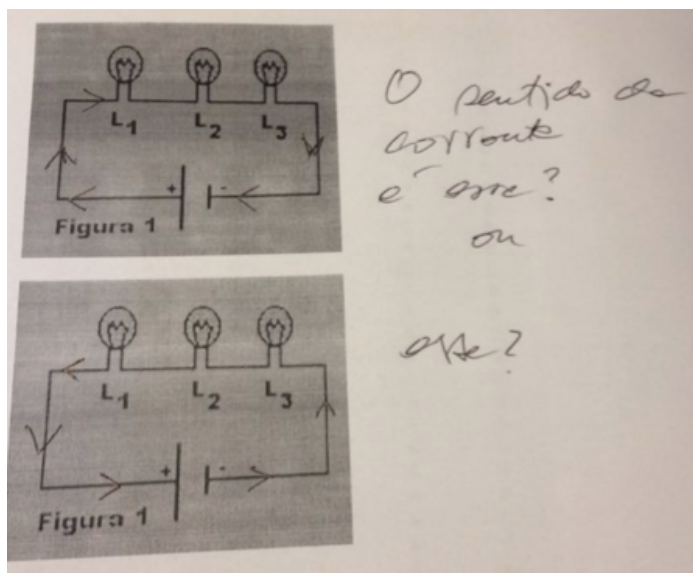 L₁ L₂ L₃
+ -
Figura 1
O sentido da
corrente
é esse?
ou
L₁ L₂ L₃
+ -
Figura 1
esse?